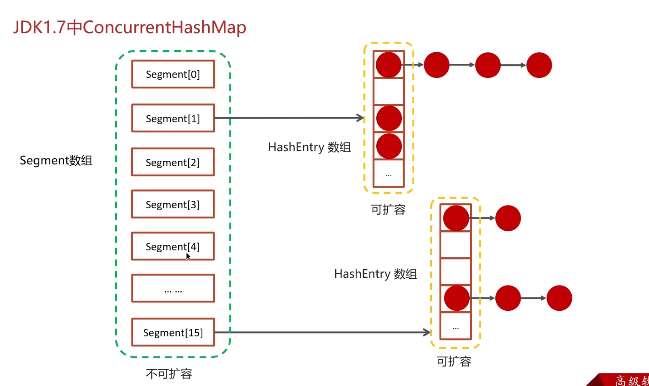 JDK1.7中ConcurrentHashMap
Segment[0]
Segment[1]
Segment数组
Segment[2]
Segment[3]
Segment[4]
... ...
Segment[15]
不可扩容
HashEntry 数组
...
可扩容
HashEntry 数组
...
可扩容
高级软